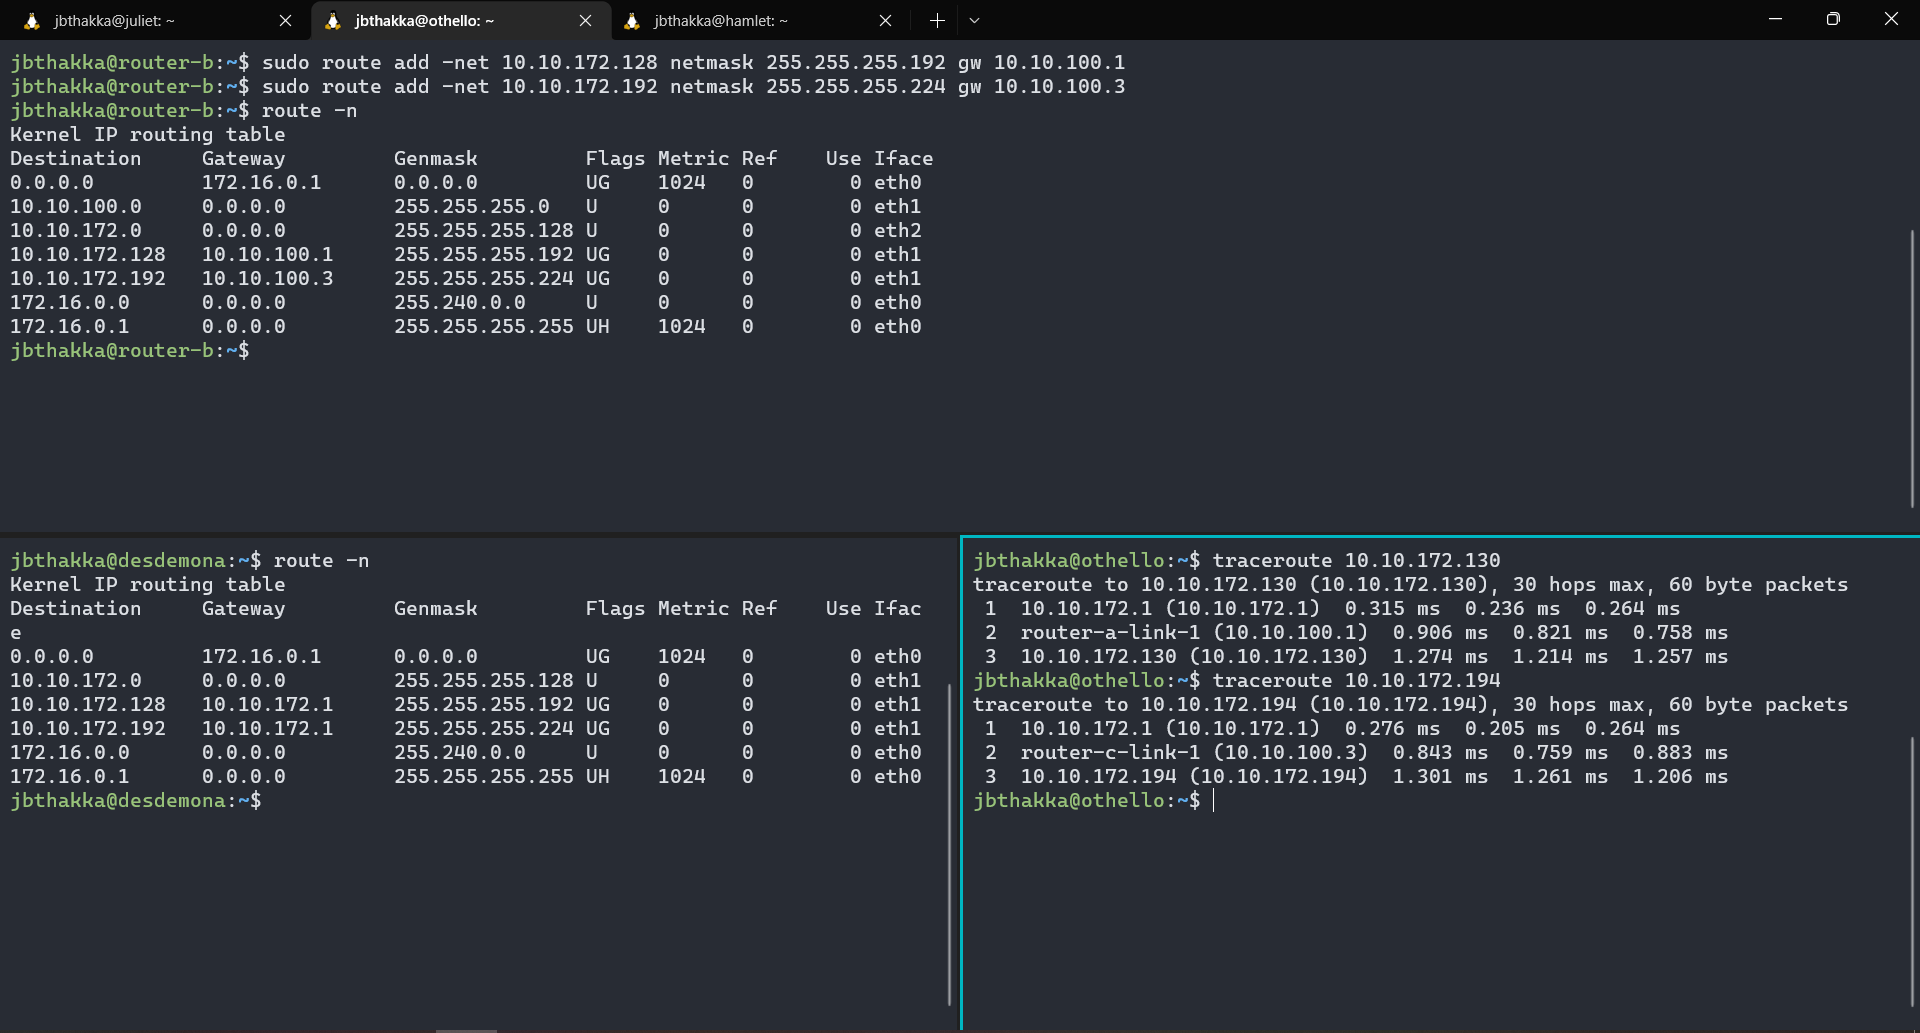 jbthakka@juliet: ~ jbthakka@othello: ~ jbthakka@hamlet: ~
jbthakka@router-b:~$ sudo route add -net 10.10.172.128 netmask 255.255.255.192 gw 10.10.100.1
jbthakka@router-b:~$ sudo route add -net 10.10.172.192 netmask 255.255.255.224 gw 10.10.100.3
jbthakka@router-b:~$ route -n
Kernel IP routing table
Destination     Gateway         Genmask         Flags Metric Ref    Use Iface
0.0.0.0         172.16.0.1      0.0.0.0         UG    1024   0        0 eth0
10.10.100.0     0.0.0.0         255.255.255.0   U     0      0        0 eth1
10.10.172.0     0.0.0.0         255.255.255.128 U     0      0        0 eth2
10.10.172.128   10.10.100.1     255.255.255.192 UG    0      0        0 eth1
10.10.172.192   10.10.100.3     255.255.255.224 UG    0      0        0 eth1
172.16.0.0      0.0.0.0         255.240.0.0     U     0      0        0 eth0
172.16.0.1      0.0.0.0         255.255.255.255 UH    1024   0        0 eth0
jbthakka@router-b:~$
jbthakka@desdemona:~$ route -n
Kernel IP routing table
Destination     Gateway         Genmask         Flags Metric Ref    Use Ifac
e
0.0.0.0         172.16.0.1      0.0.0.0         UG    1024   0        0 eth0
10.10.172.0     0.0.0.0         255.255.255.128 U     0      0        0 eth1
10.10.172.128   10.10.172.1     255.255.255.192 UG    0      0        0 eth1
10.10.172.192   10.10.172.1     255.255.255.224 UG    0      0        0 eth1
172.16.0.0      0.0.0.0         255.240.0.0     U     0      0        0 eth0
172.16.0.1      0.0.0.0         255.255.255.255 UH    1024   0        0 eth0
jbthakka@desdemona:~$
jbthakka@othello:~$ traceroute 10.10.172.130
traceroute to 10.10.172.130 (10.10.172.130), 30 hops max, 60 byte packets
 1  10.10.172.1 (10.10.172.1)  0.315 ms  0.236 ms  0.264 ms
 2  router-a-link-1 (10.10.100.1)  0.906 ms  0.821 ms  0.758 ms
 3  10.10.172.130 (10.10.172.130)  1.274 ms  1.214 ms  1.257 ms
jbthakka@othello:~$ traceroute 10.10.172.194
traceroute to 10.10.172.194 (10.10.172.194), 30 hops max, 60 byte packets
 1  10.10.172.1 (10.10.172.1)  0.276 ms  0.205 ms  0.264 ms
 2  router-c-link-1 (10.10.100.3)  0.843 ms  0.759 ms  0.883 ms
 3  10.10.172.194 (10.10.172.194)  1.301 ms  1.261 ms  1.206 ms
jbthakka@othello:~$